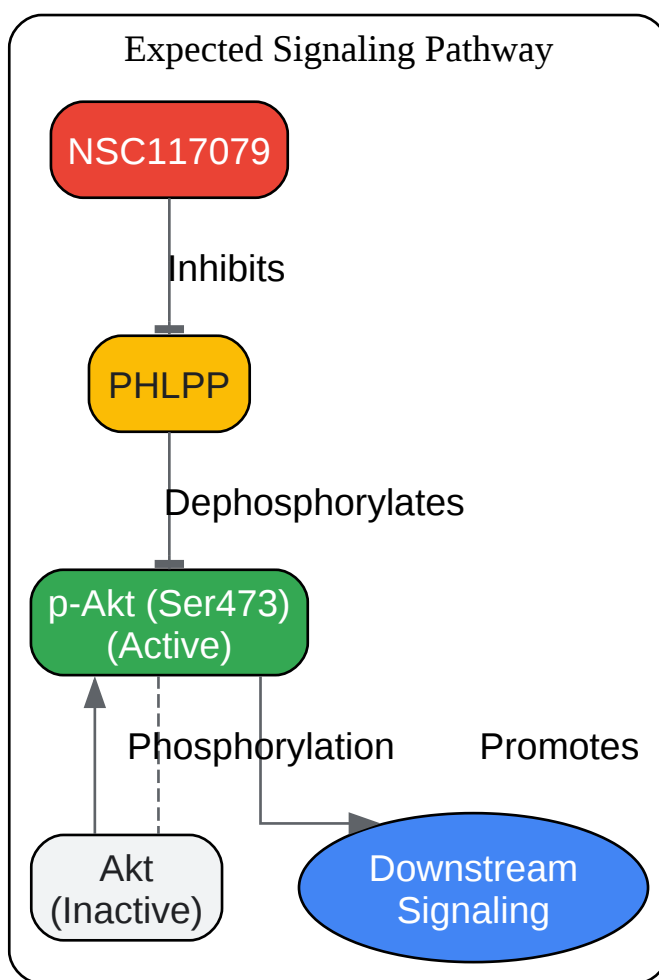 Expected Signaling Pathway
NSC117079
Inhibits
PHLPP
Dephosphorylates
p-Akt (Ser473)
(Active)
Phosphorylation
Promotes
Akt
(Inactive)
Downstream
Signaling